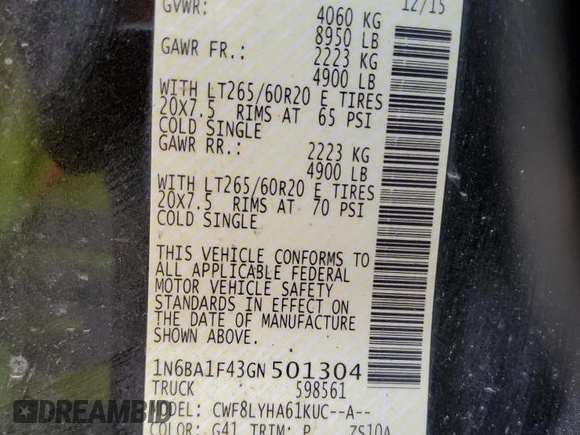 GVWR: 4060 KG 12/15
8950 LB
GAWR FR.: 2223 KG
4900 LB
WITH LT265/60R20 E TIRES
20X7.5 RIMS AT 65 PSI
COLD SINGLE
GAWR RR.: 2223 KG
4900 LB
WITH LT265/60R20 E TIRES
20X7.5 RIMS AT 70 PSI
COLD SINGLE
THIS VEHICLE CONFORMS TO
ALL APPLICABLE FEDERAL
MOTOR VEHICLE SAFETY
STANDARDS IN EFFECT ON
THE DATE OF MANUFACTURE
SHOWN ABOVE.
1N6BA1F43GN501304
TRUCK 598561
MODEL: CWF8LYHA61KUC--A--
COLOR: G41 TRIM: P ZS10A
DIDNOSALE